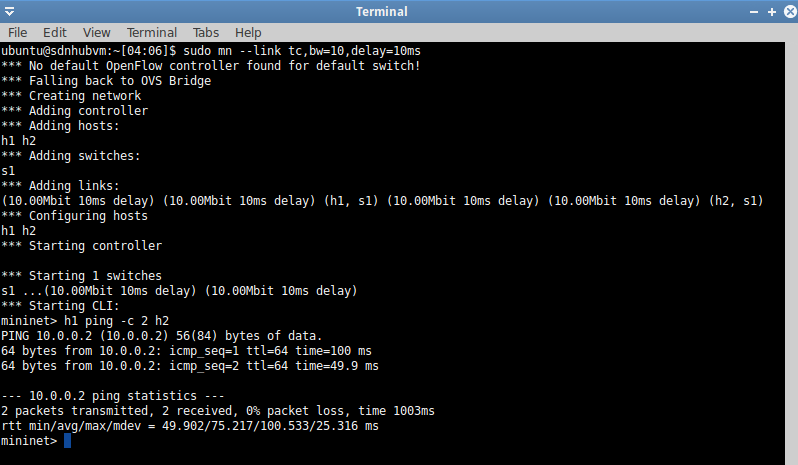 Terminal
File Edit View Terminal Tabs Help
ubuntu@sdnhubvm:~[04:06]$ sudo mn --link tc,bw=10,delay=10ms
*** No default OpenFlow controller found for default switch!
*** Falling back to OVS Bridge
*** Creating network
*** Adding controller
*** Adding hosts:
h1 h2
*** Adding switches:
s1
*** Adding links:
(10.00Mbit 10ms delay) (10.00Mbit 10ms delay) (h1, s1) (10.00Mbit 10ms delay) (10.00Mbit 10ms delay) (h2, s1)
*** Configuring hosts
h1 h2
*** Starting controller

*** Starting 1 switches
s1 ...(10.00Mbit 10ms delay) (10.00Mbit 10ms delay)
*** Starting CLI:
mininet> h1 ping -c 2 h2
PING 10.0.0.2 (10.0.0.2) 56(84) bytes of data.
64 bytes from 10.0.0.2: icmp_seq=1 ttl=64 time=100 ms
64 bytes from 10.0.0.2: icmp_seq=2 ttl=64 time=49.9 ms

--- 10.0.0.2 ping statistics ---
2 packets transmitted, 2 received, 0% packet loss, time 1003ms
rtt min/avg/max/mdev = 49.902/75.217/100.533/25.316 ms
mininet>